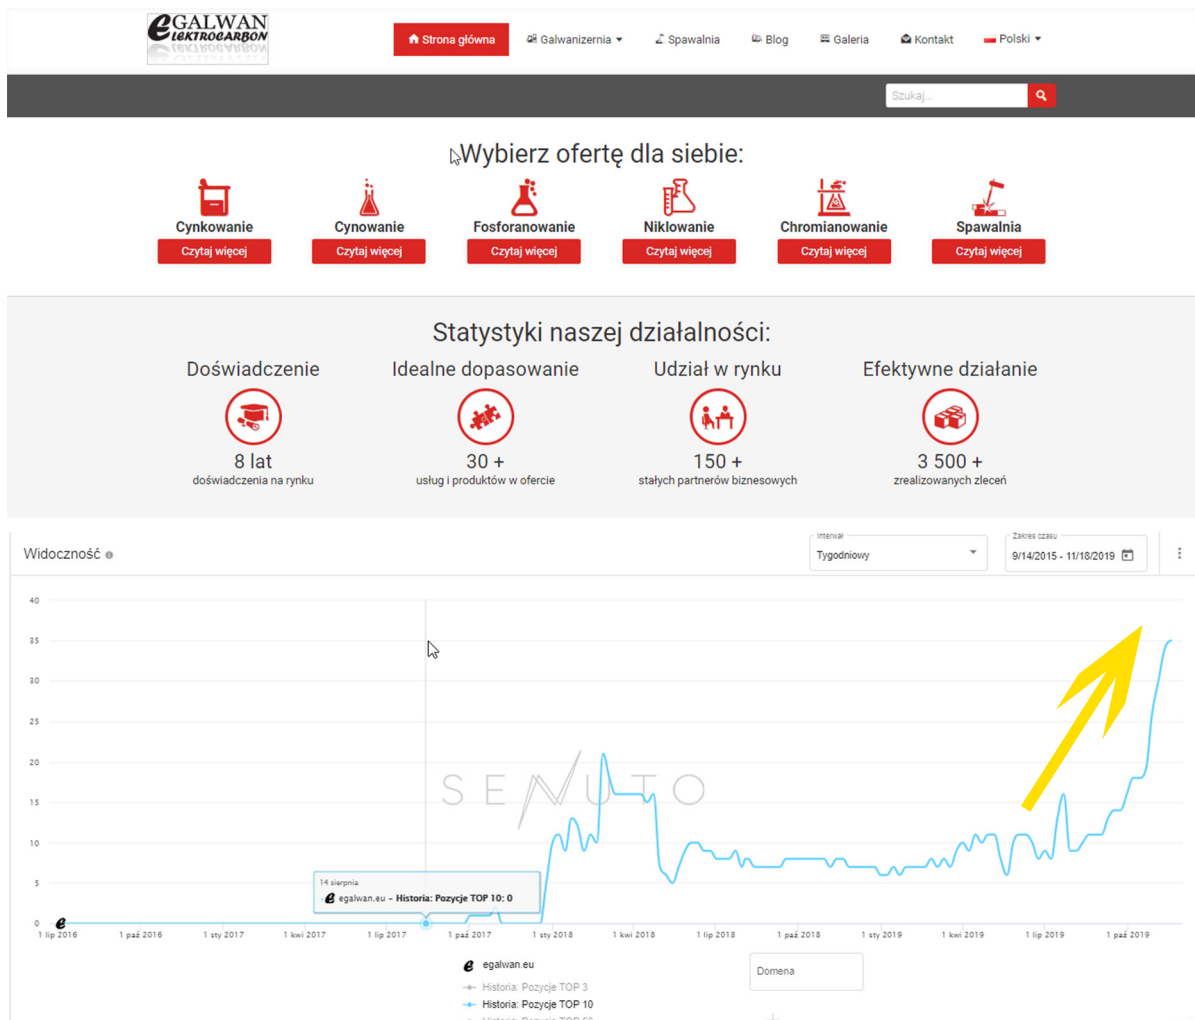 eGALWAN
eLEKTROCARBON
Strona główna
Galwanizernia
Spawalnia
Blog
Galeria
Kontakt
Polski
Szukaj...
Wybierz ofertę dla siebie:
Cynkowanie
Cynowanie
Fosforanowanie
Niklowanie
Chromianowanie
Spawalnia
Czytaj więcej
Czytaj więcej
Czytaj więcej
Czytaj więcej
Czytaj więcej
Czytaj więcej
Statystyki naszej działalności:
Doświadczenie
Idealne dopasowanie
Udział w rynku
Efektywne działanie
8 lat
30 +
150 +
3 500 +
doświadczenia na rynku
usług i produktów w ofercie
stałych partnerów biznesowych
zrealizowanych zleceń
Widoczność
Interwał
Tygodniowy
Zakres czasu
9/14/2015 - 11/18/2019
40
35
30
25
20
15
10
5
0
SENUTO
14 sierpnia
egalwan.eu - Historia: Pozycje TOP 10: 0
1 lip 2016
1 paź 2016
1 sty 2017
1 kwi 2017
1 lip 2017
1 paź 2017
1 sty 2018
1 kwi 2018
1 lip 2018
1 paź 2018
1 sty 2019
1 kwi 2019
1 lip 2019
1 paź 2019
egalwan.eu
Historia: Pozycje TOP 3
Historia: Pozycje TOP 10
Historia: Pozycje TOP 50
Domena